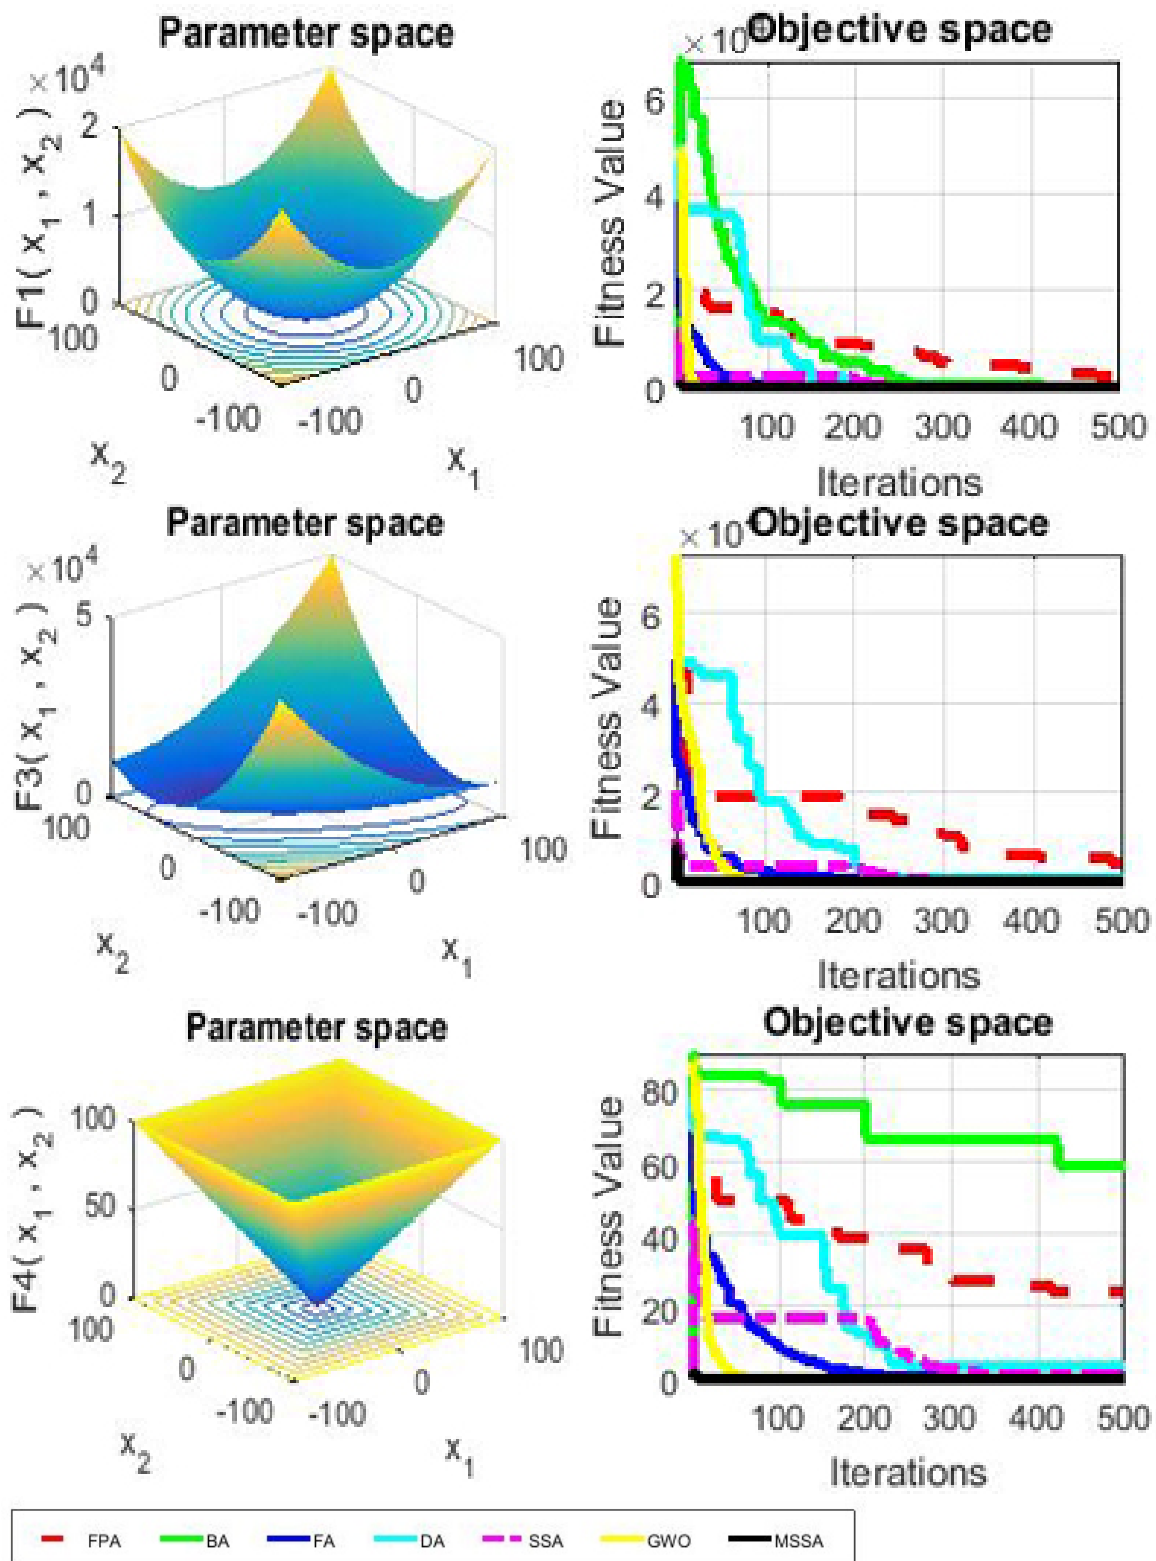 Parameter space
Objective space
× 10⁴
F1( x₁ , x₂ )
2
1
0
100
0
-100
-100
0
100
x₂
x₁
× 10
Fitness Value
6
4
2
0
100
200
300
400
500
Iterations
Parameter space
Objective space
× 10⁴
F3( x₁ , x₂ )
5
0
100
0
-100
-100
0
100
x₂
x₁
× 10
Fitness Value
6
4
2
0
100
200
300
400
500
Iterations
Parameter space
Objective space
F4( x₁ , x₂ )
100
50
0
100
0
-100
-100
0
100
x₂
x₁
Fitness Value
80
60
40
20
0
100
200
300
400
500
Iterations
FPA BA FA DA SSA GWO MSSA